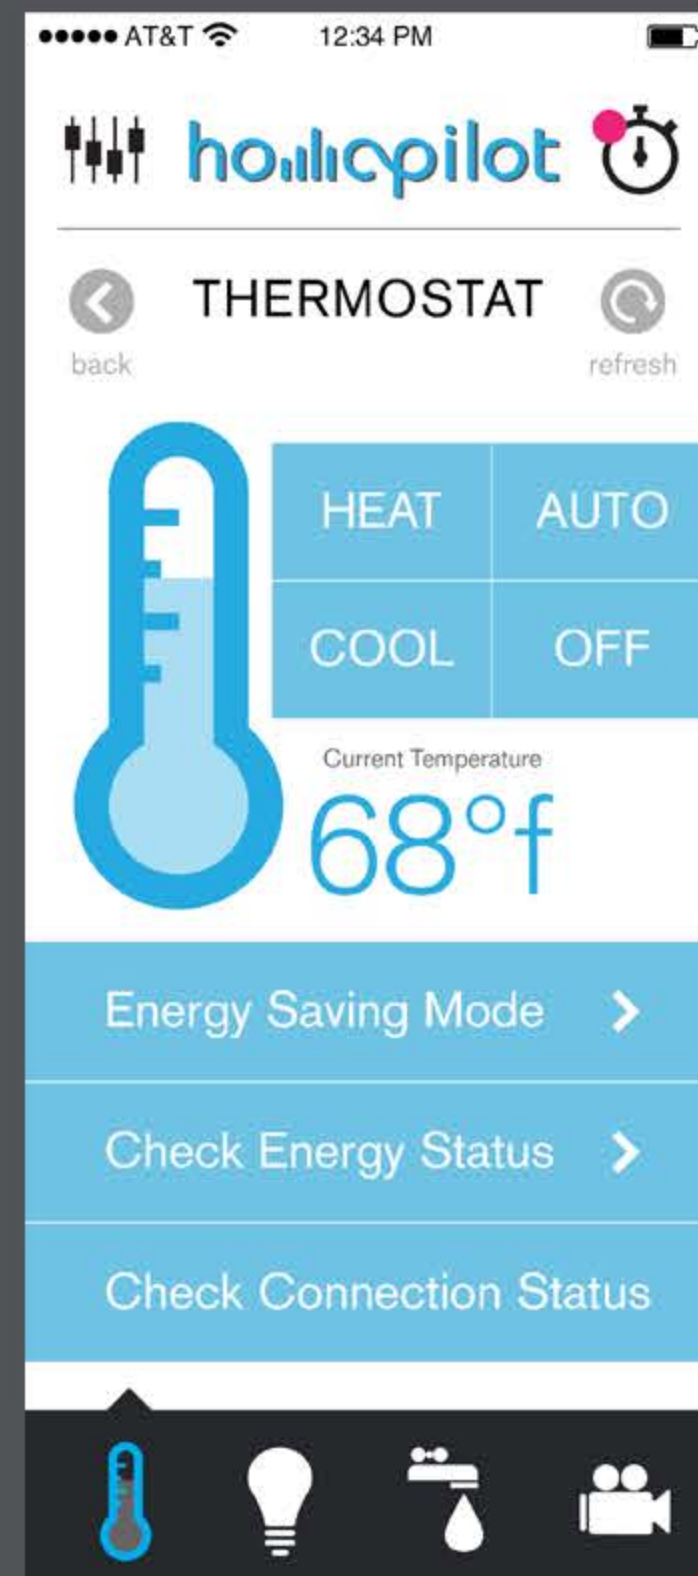 AT&T 12:34 PM
homepilot
THERMOSTAT
back refresh
HEAT AUTO
COOL OFF
Current Temperature
68°f
Energy Saving Mode
Check Energy Status
Check Connection Status